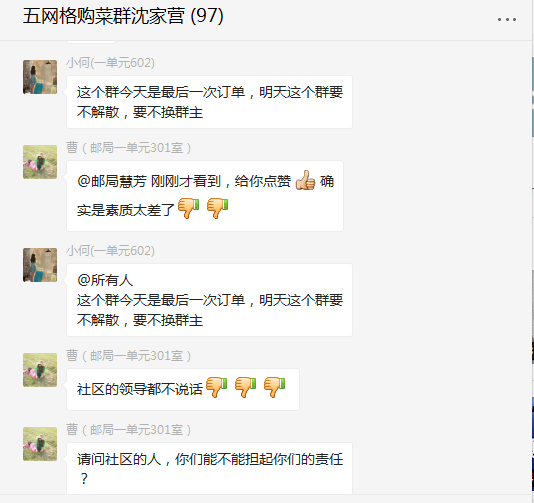 五网格购菜群沈家营 (97)
小何(一单元602)
这个群今天是最后一次订单，明天这个群要
不解散，要不换群主
曹（邮局一单元301室）
@邮局慧芳 刚刚才看到，给你点赞 👍 确
实是素质太差了 👎 👎
小何(一单元602)
@所有人
这个群今天是最后一次订单，明天这个群要
不解散，要不换群主
曹（邮局一单元301室）
社区的领导都不说话 👎 👎 👎
曹（邮局一单元301室）
请问社区的人，你们能不能担起你们的责任
？